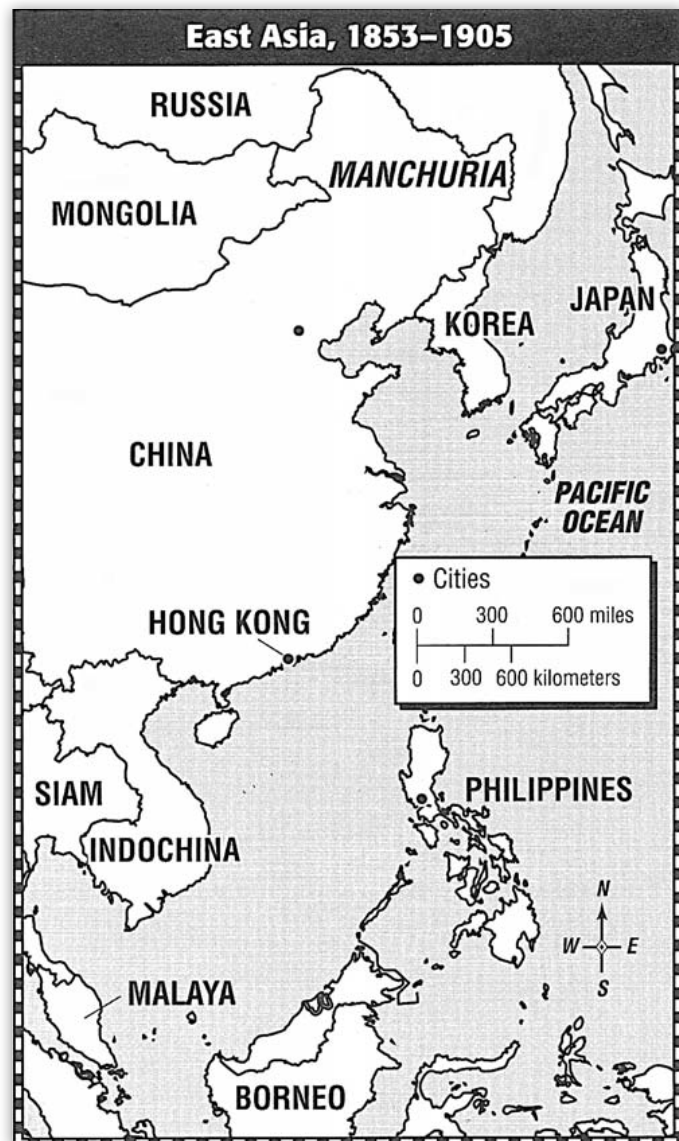 East Asia, 1853–1905
RUSSIA
MANCHURIA
MONGOLIA
JAPAN
KOREA
CHINA
PACIFIC
OCEAN
Cities
0 300 600 miles
0 300 600 kilometers
HONG KONG
PHILIPPINES
SIAM
INDOCHINA
N
W E
S
MALAYA
BORNEO